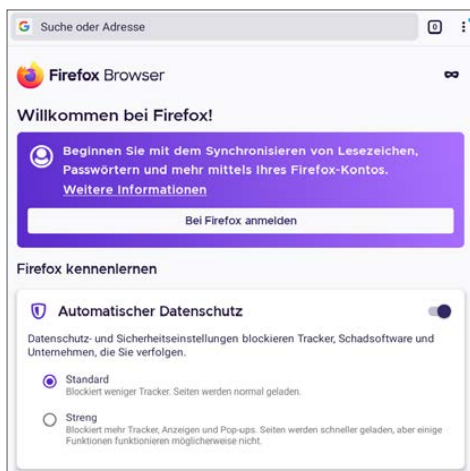 Suche oder Adresse
0
Firefox Browser
Willkommen bei Firefox!
Beginnen Sie mit dem Synchronisieren von Lesezeichen,
Passwörtern und mehr mittels Ihres Firefox-Kontos.
Weitere Informationen
Bei Firefox anmelden
Firefox kennenlernen
Automatischer Datenschutz
Datenschutz- und Sicherheitseinstellungen blockieren Tracker, Schadsoftware und
Unternehmen, die Sie verfolgen.
Standard
Blockiert weniger Tracker. Seiten werden normal geladen.
Streng
Blockiert mehr Tracker, Anzeigen und Pop-ups. Seiten werden schneller geladen, aber einige
Funktionen funktionieren möglicherweise nicht.